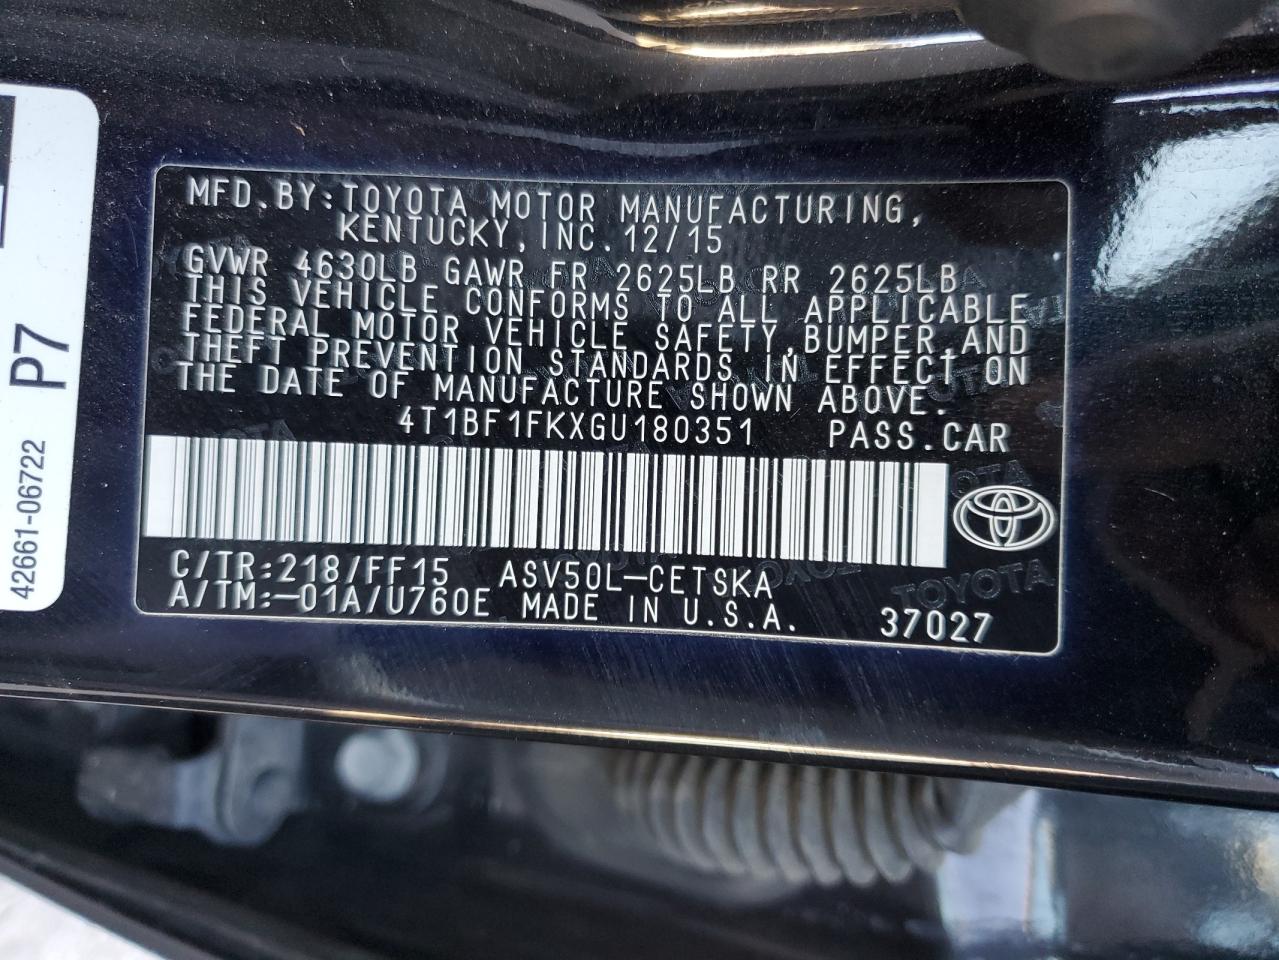 MFD.BY:TOYOTA MOTOR MANUFACTURING,
KENTUCKY,INC. 12/15
GVWR 4630LB GAWR FR 2625LB RR 2625LB
THIS VEHICLE CONFORMS TO ALL APPLICABLE
FEDERAL MOTOR VEHICLE SAFETY,BUMPER,AND
THEFT PREVENTION STANDARDS IN EFFECT ON
THE DATE OF MANUFACTURE SHOWN ABOVE.
4T1BF1FKXGU180351 PASS.CAR
C/TR:218/FF15 ASV50L-CETSKA
A/TM:-01A/U760E MADE IN U.S.A. 37027
TOYOTA
TOYOTA
P7
42661-06722